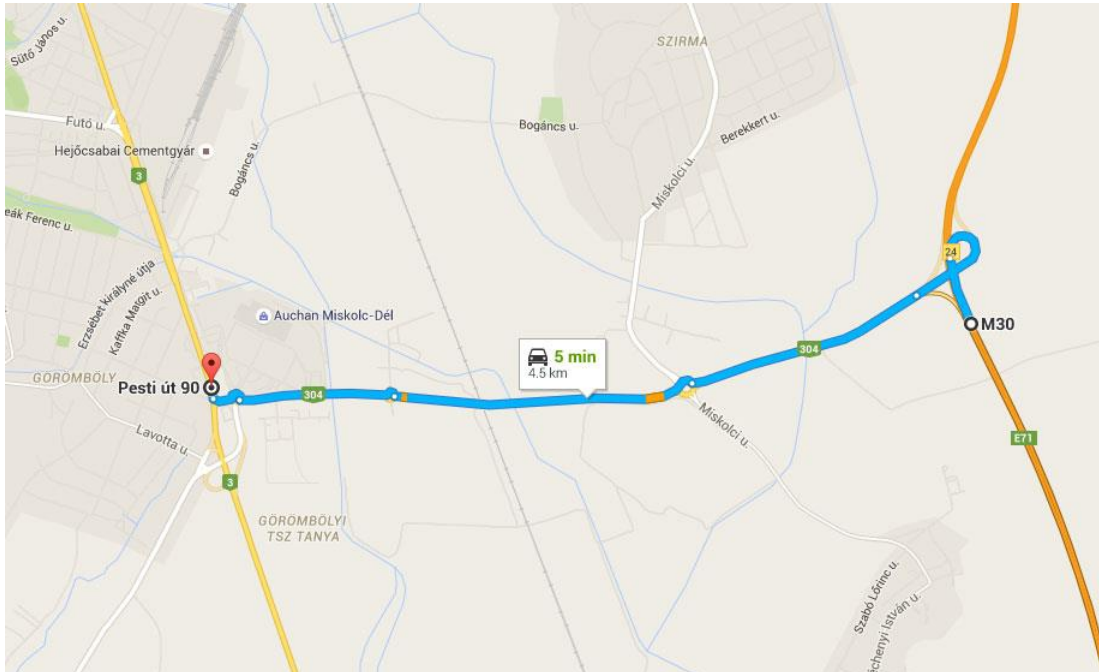 Sütő János u.
Futó u.
Hejőcsabai Cementgyár
3
Bogáncs u.
Erzsébet királyné útja
Kaffka Margit u.
Auchan Miskolc-Dél
GÖRÖMBÖLY
Pesti út 90
304
Lavotta u.
3
GÖRÖMBÖLYI
TSZ TANYA
SZIRMA
Bogáncs u.
Berekkert u.
Miskolci u.
24
M30
5 min
4.5 km
304
Miskolci u.
E71
Szabó Lőrinc u.